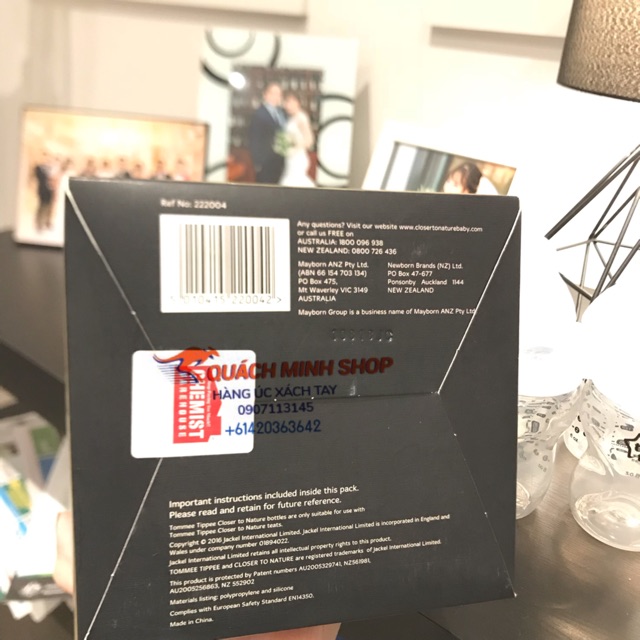 Ref No: 222004
Any questions? Visit our website www.closertonaturebaby.com
or call us FREE on
AUSTRALIA: 1800 096 938
NEW ZEALAND: 0800 726 436
Mayborn ANZ Pty Ltd.
(ABN 66 154 703 134)
PO Box 475,
Mt Waverley VIC 3149
AUSTRALIA
Newborn Brands (NZ) Ltd.
PO Box 47-677
Ponsonby Auckland 1144
NEW ZEALAND
Mayborn Group is a business name of Mayborn ANZ Pty Ltd
QUÁCH MINH SHOP
HÀNG ÚC XÁCH TAY
0907113145
+61420363642
CHEMIST
WAREHOUSE
Important instructions included inside this pack.
Please read and retain for future reference.
Tommee Tippee Closer to Nature bottles are only suitable for use with
Tommee Tippee Closer to Nature teats.
Copyright © 2016 Jackel International Limited. Jackel International Limited is incorporated in England and
Wales under company number 01894022.
Jackel International Limited retains all intellectual property rights to this product.
TOMMEE TIPPEE and CLOSER TO NATURE are registered trademarks of Jackel International Limited.
This product is protected by Patent numbers AU2005329741, NZ561981,
AU2005256863, NZ 552902
Materials listing: polypropylene and silicone
Complies with European Safety Standard EN14350.
Made in China.